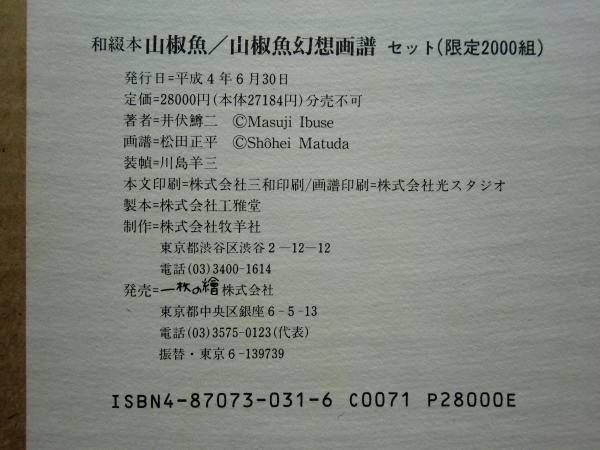 和綴本 山椒魚／山椒魚幻想画譜 セット(限定2000組)
発行日=平成4年6月30日
定価=28000円(本体27184円)分売不可
著者=井伏鱒二 ©Masuji Ibuse
画譜=松田正平 ©Shôhei Matuda
装幀=川島羊三
本文印刷=株式会社三和印刷/画譜印刷=株式会社光スタジオ
製本=株式会社工雅堂
制作=株式会社牧羊社
東京都渋谷区渋谷2—12—12
電話(03)3400-1614
発売=一枚の繪株式会社
東京都中央区銀座6-5-13
電話(03)3575-0123(代表)
振替・東京6-139739
ISBN4-87073-031-6 C0071 P28000E